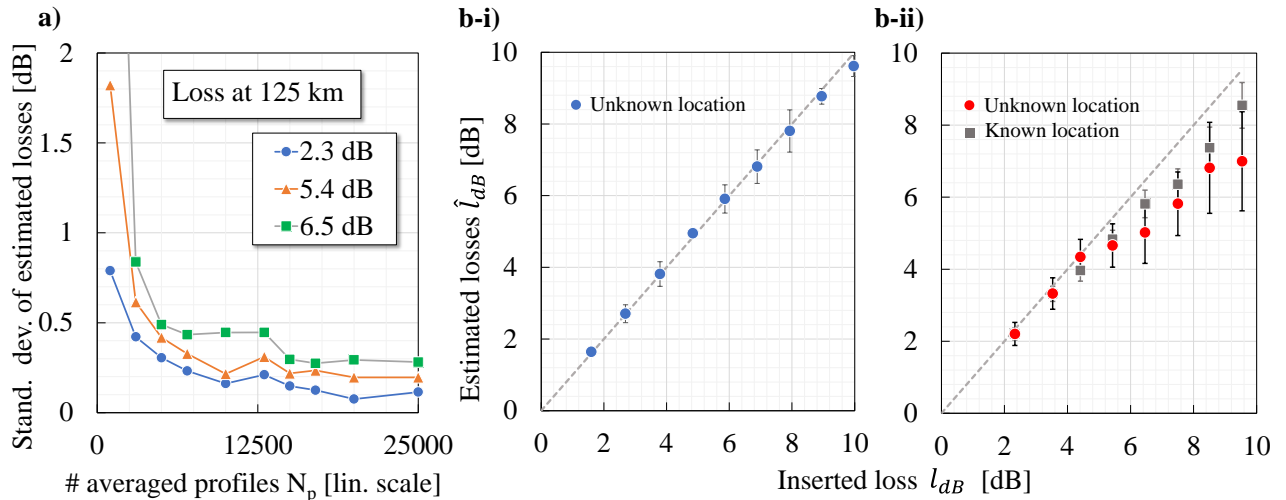 a)
Stand. dev. of estimated losses [dB]
2
1.5
1
0.5
0
Loss at 125 km
2.3 dB
5.4 dB
6.5 dB
0 12500 25000
# averaged profiles Np [lin. scale]
b-i)
Estimated losses l̂dB [dB]
10
8
6
4
2
0
Unknown location
0 2 4 6 8 10
b-ii)
10
8
6
4
2
0
Unknown location
Known location
0 2 4 6 8 10
Inserted loss ldB [dB]